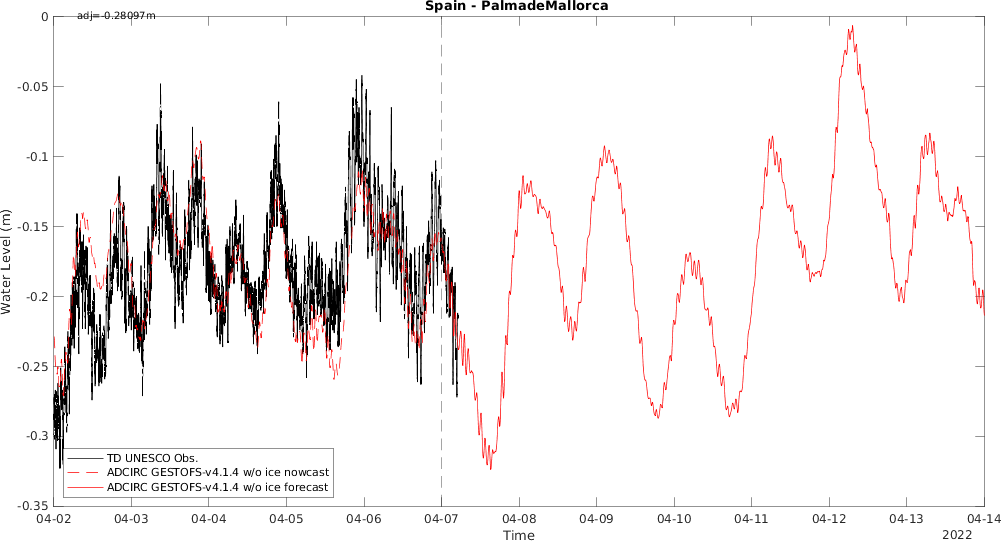 Spain - PalmadeMallorca
adj=-0.28097m
0
-0.05
-0.1
-0.15
-0.2
-0.25
-0.3
-0.35
Water Level (m)
TD UNESCO Obs.
ADCIRC GESTOFS-v4.1.4 w/o ice nowcast
ADCIRC GESTOFS-v4.1.4 w/o ice forecast
04-02 04-03 04-04 04-05 04-06 04-07 04-08 04-09 04-10 04-11 04-12 04-13 04-14
Time
2022